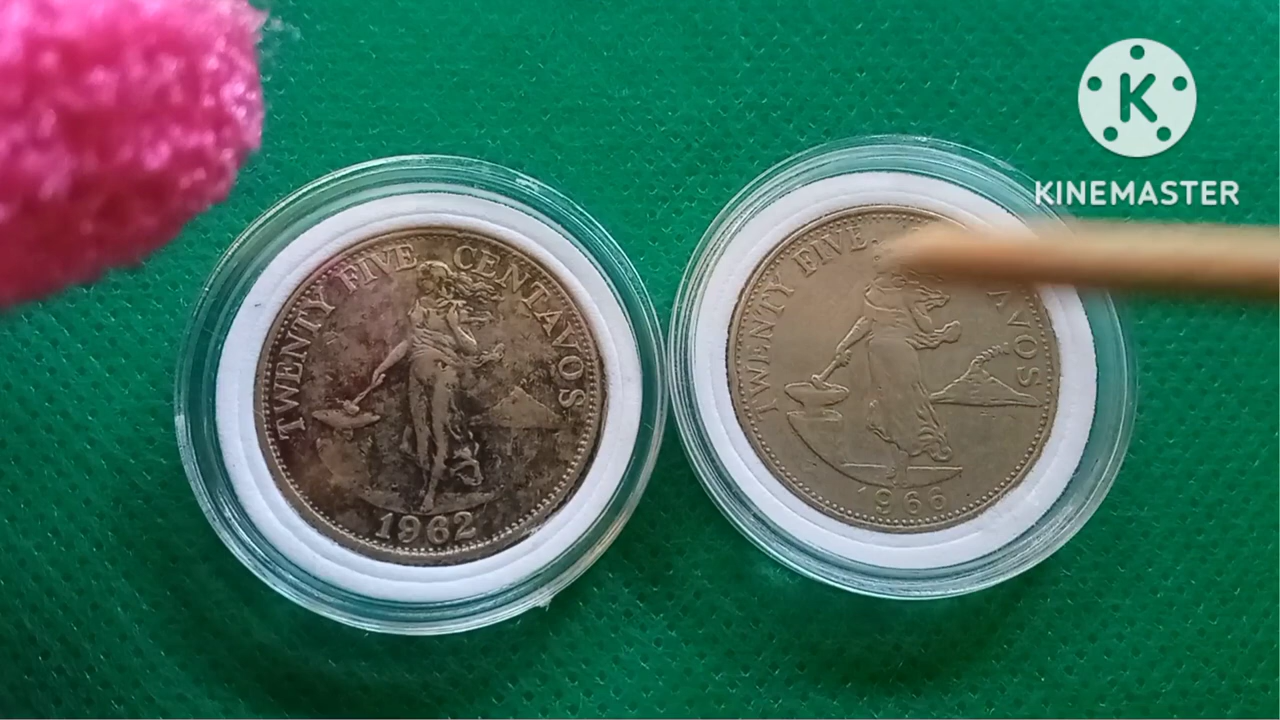 K
KINEMASTER
TWENTY FIVE CENTAVOS
1962
TWENTY FIVE
AVOS
1966